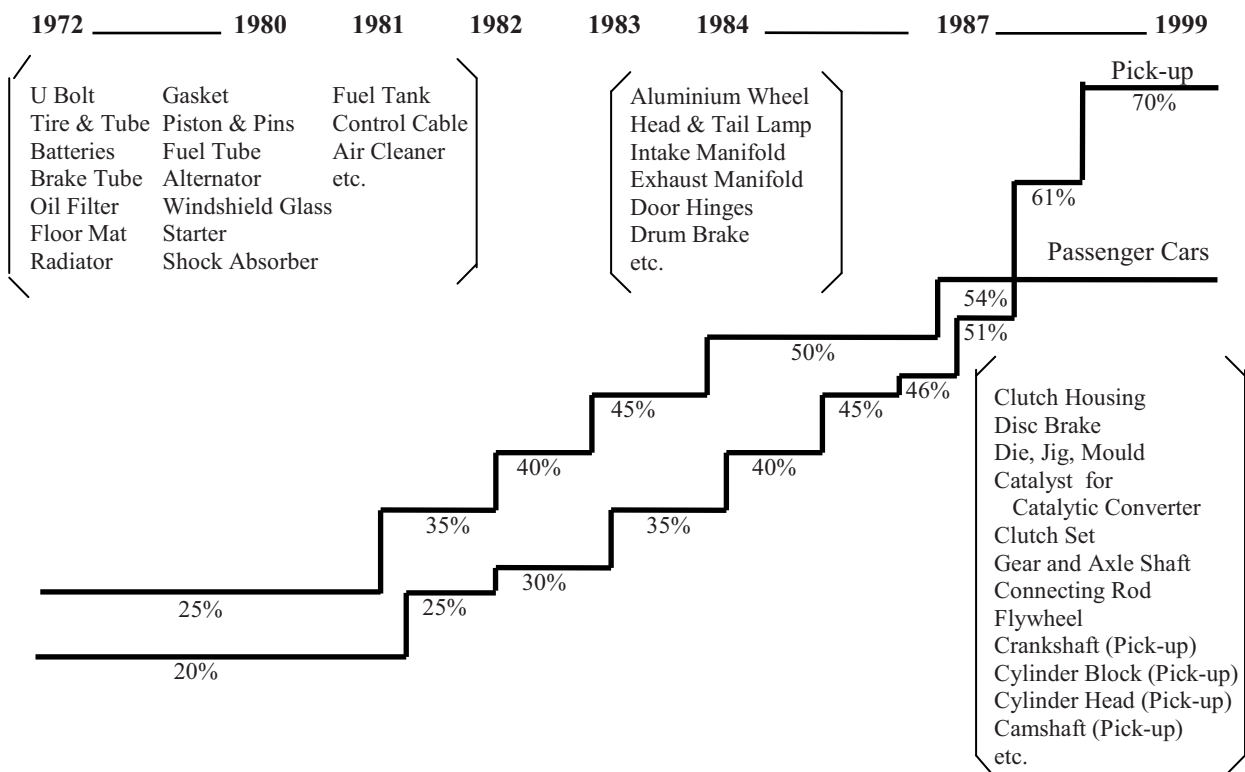 1972 1980 1981 1982 1983 1984 1987 1999
U Bolt
Tire & Tube
Batteries
Brake Tube
Oil Filter
Floor Mat
Radiator
Gasket
Piston & Pins
Fuel Tube
Alternator
Windshield Glass
Starter
Shock Absorber
Fuel Tank
Control Cable
Air Cleaner
etc.
Aluminium Wheel
Head & Tail Lamp
Intake Manifold
Exhaust Manifold
Door Hinges
Drum Brake
etc.
Pick-up
70%
61%
Passenger Cars
54%
51%
50%
46%
45%
45%
40%
40%
35%
35%
30%
25%
25%
20%
Clutch Housing
Disc Brake
Die, Jig, Mould
Catalyst for
Catalytic Converter
Clutch Set
Gear and Axle Shaft
Connecting Rod
Flywheel
Crankshaft (Pick-up)
Cylinder Block (Pick-up)
Cylinder Head (Pick-up)
Camshaft (Pick-up)
etc.